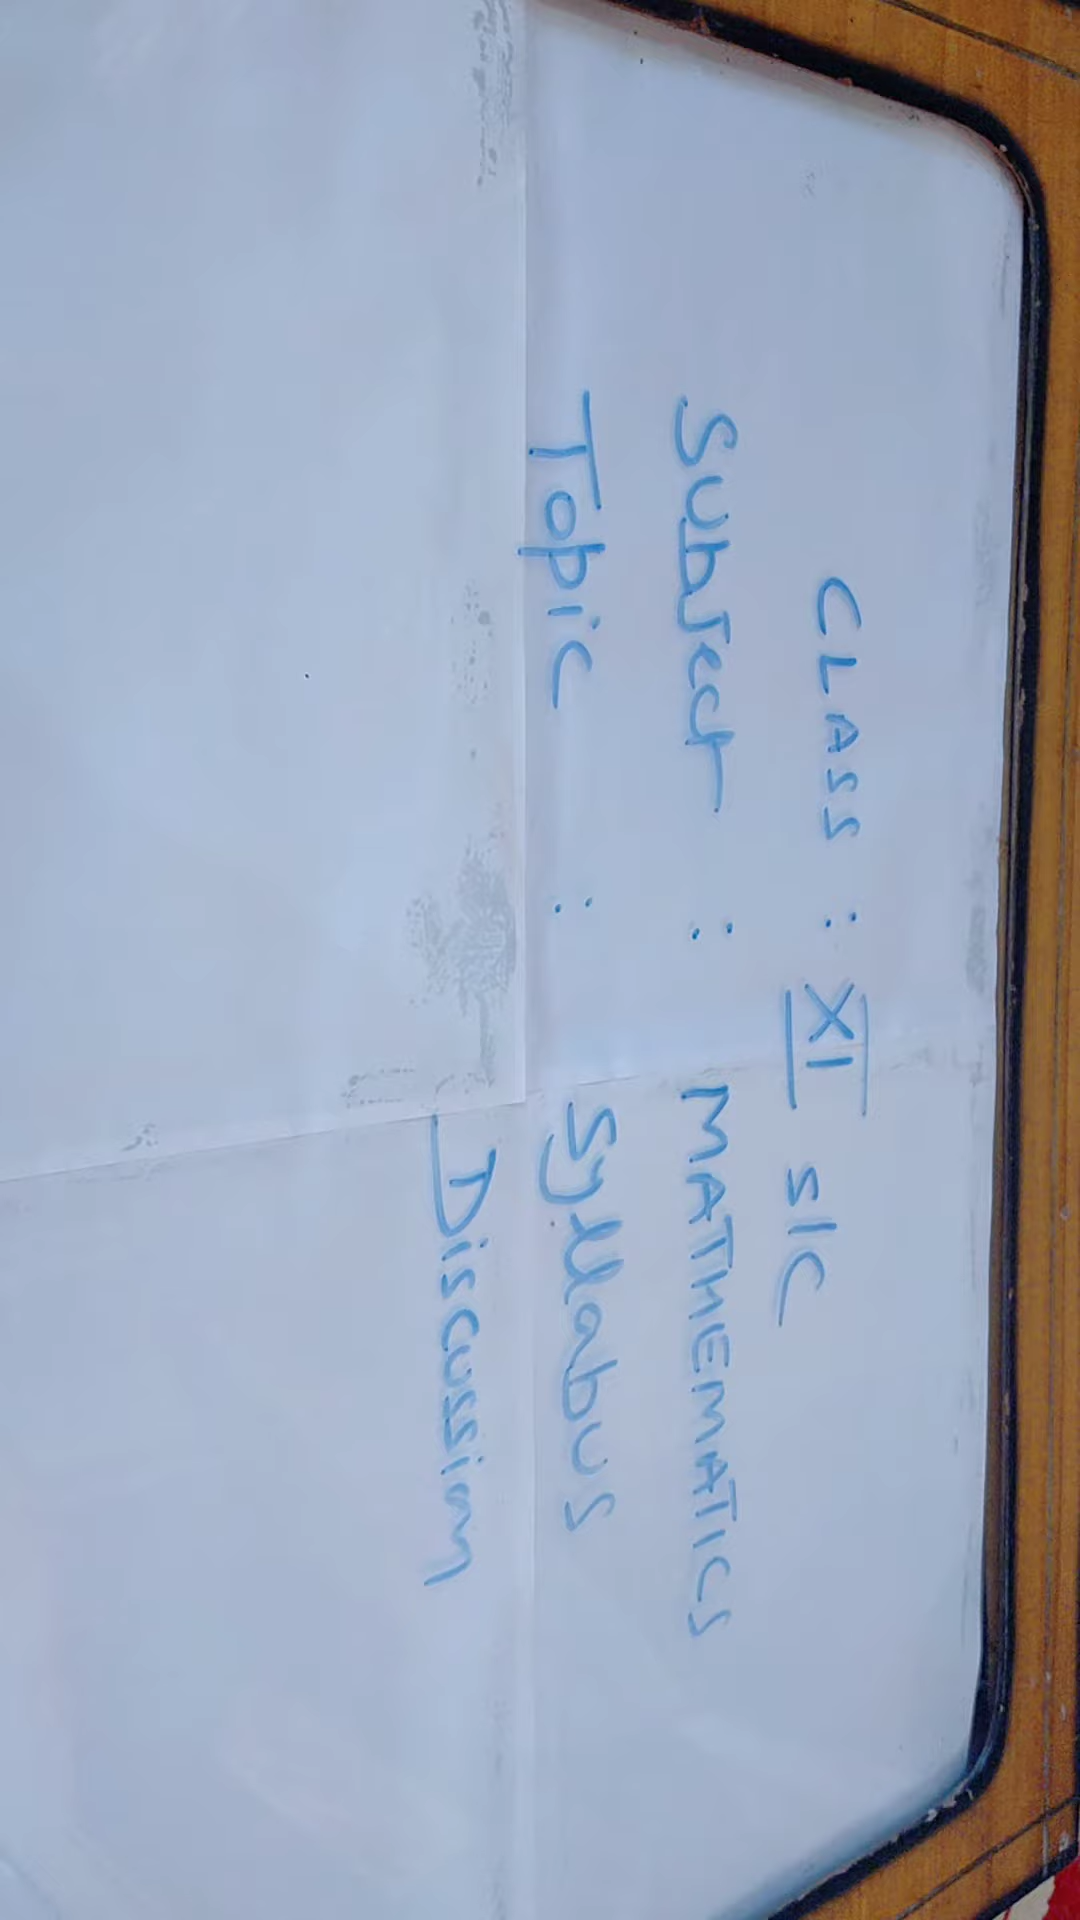 CLASS : XI SIC
Subject : MATHEMATICS
Topic : Syllabus
Discussion